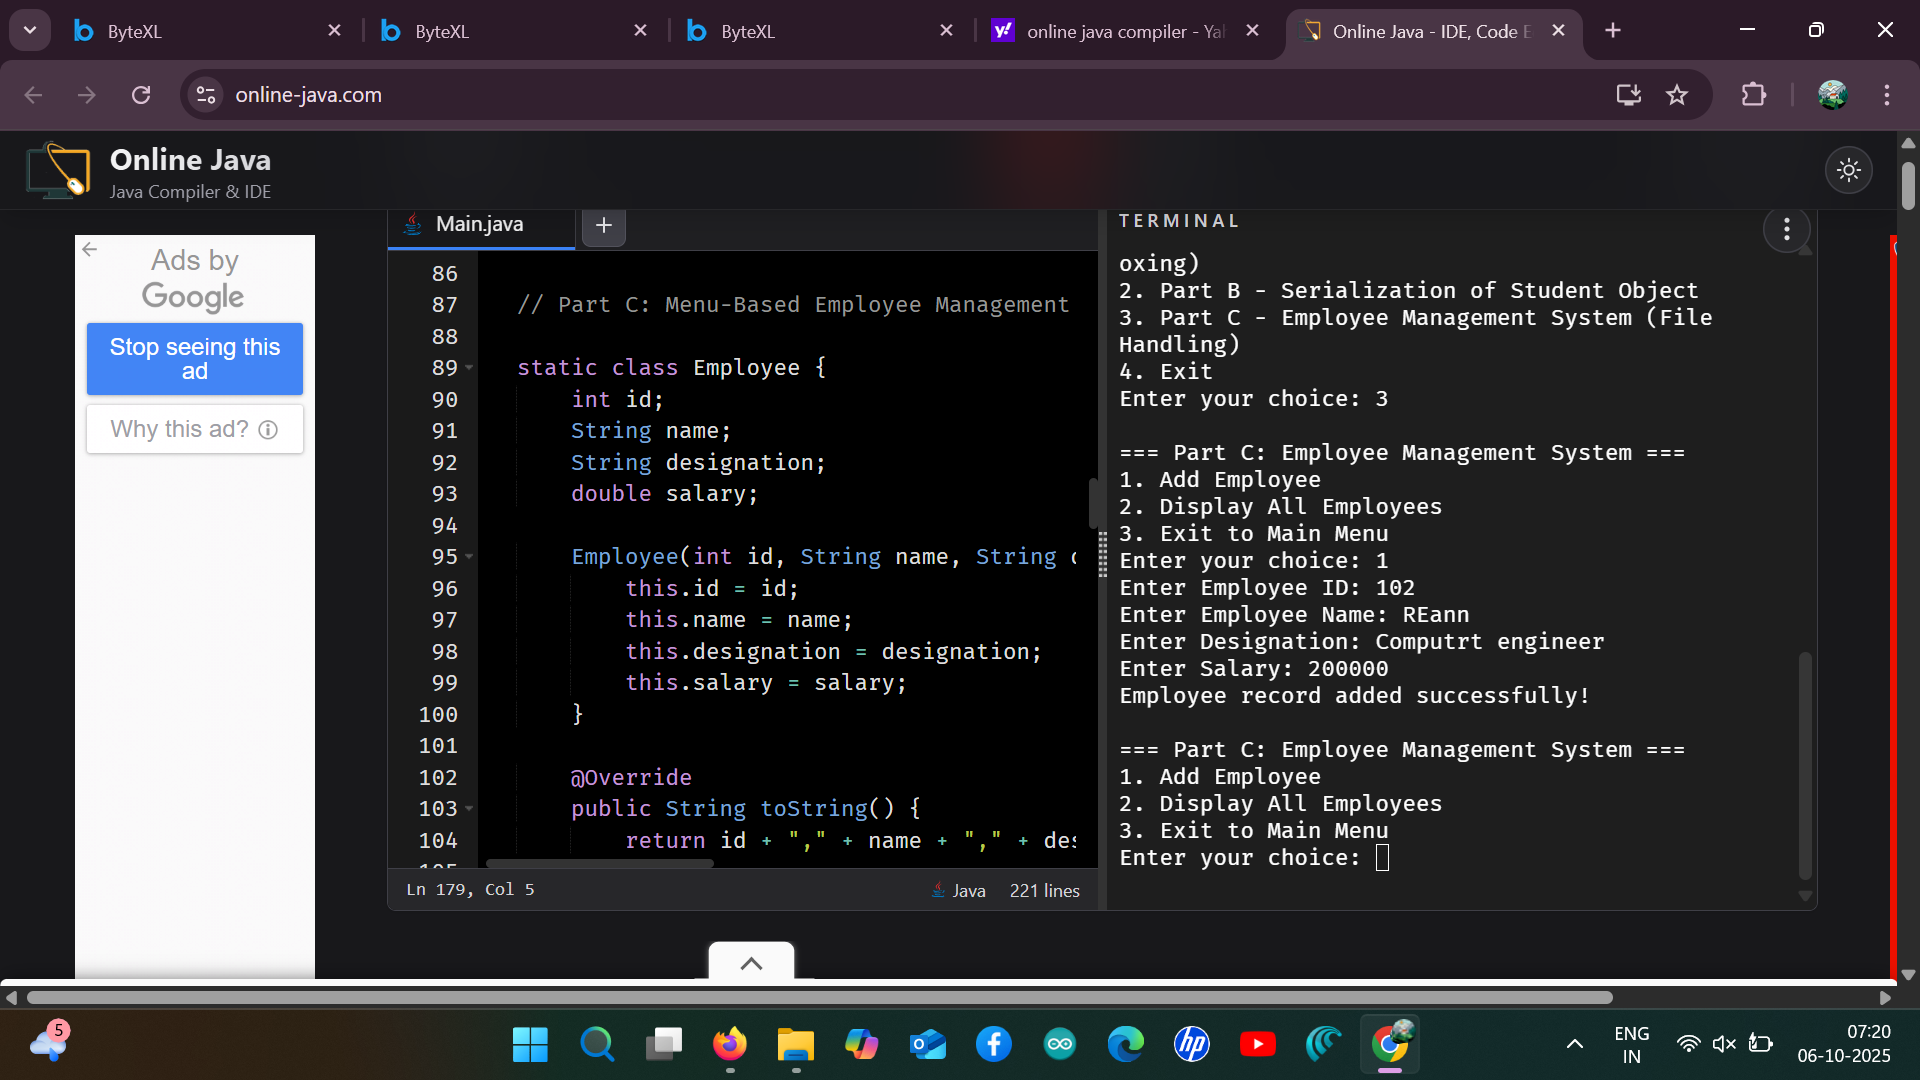 ByteXL
ByteXL
ByteXL
online java compiler - Yah
Online Java - IDE, Code E
online-java.com
Online Java
Java Compiler & IDE
Ads by
Google
Stop seeing this
ad
Why this ad?
Main.java
86
87 // Part C: Menu-Based Employee Management
88
89 static class Employee {
90 int id;
91 String name;
92 String designation;
93 double salary;
94
95 Employee(int id, String name, String
96 this.id = id;
97 this.name = name;
98 this.designation = designation;
99 this.salary = salary;
100 }
101
102 @Override
103 public String toString() {
104 return id + "," + name + "," + des
Ln 179, Col 5
Java
221 lines
TERMINAL
oxing)
2. Part B - Serialization of Student Object
3. Part C - Employee Management System (File
Handling)
4. Exit
Enter your choice: 3
=== Part C: Employee Management System ===
1. Add Employee
2. Display All Employees
3. Exit to Main Menu
Enter your choice: 1
Enter Employee ID: 102
Enter Employee Name: REann
Enter Designation: Computrt engineer
Enter Salary: 200000
Employee record added successfully!
=== Part C: Employee Management System ===
1. Add Employee
2. Display All Employees
3. Exit to Main Menu
Enter your choice:
5
ENG
IN
07:20
06-10-2025